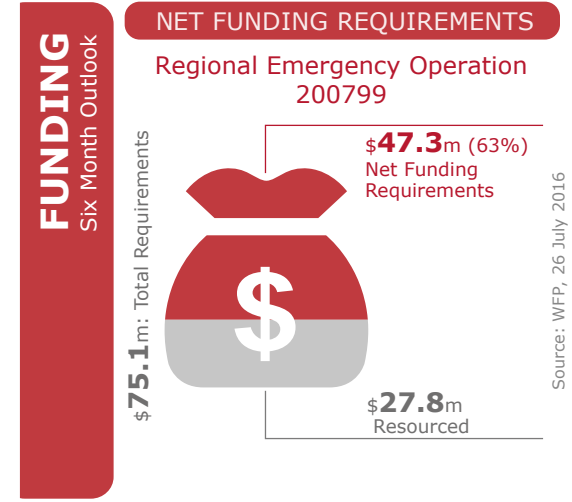 FUNDING
Six Month Outlook
NET FUNDING REQUIREMENTS
Regional Emergency Operation
200799
$75.1m: Total Requirements
$47.3m (63%)
Net Funding
Requirements
$
$27.8m
Resourced
Source: WFP, 26 July 2016